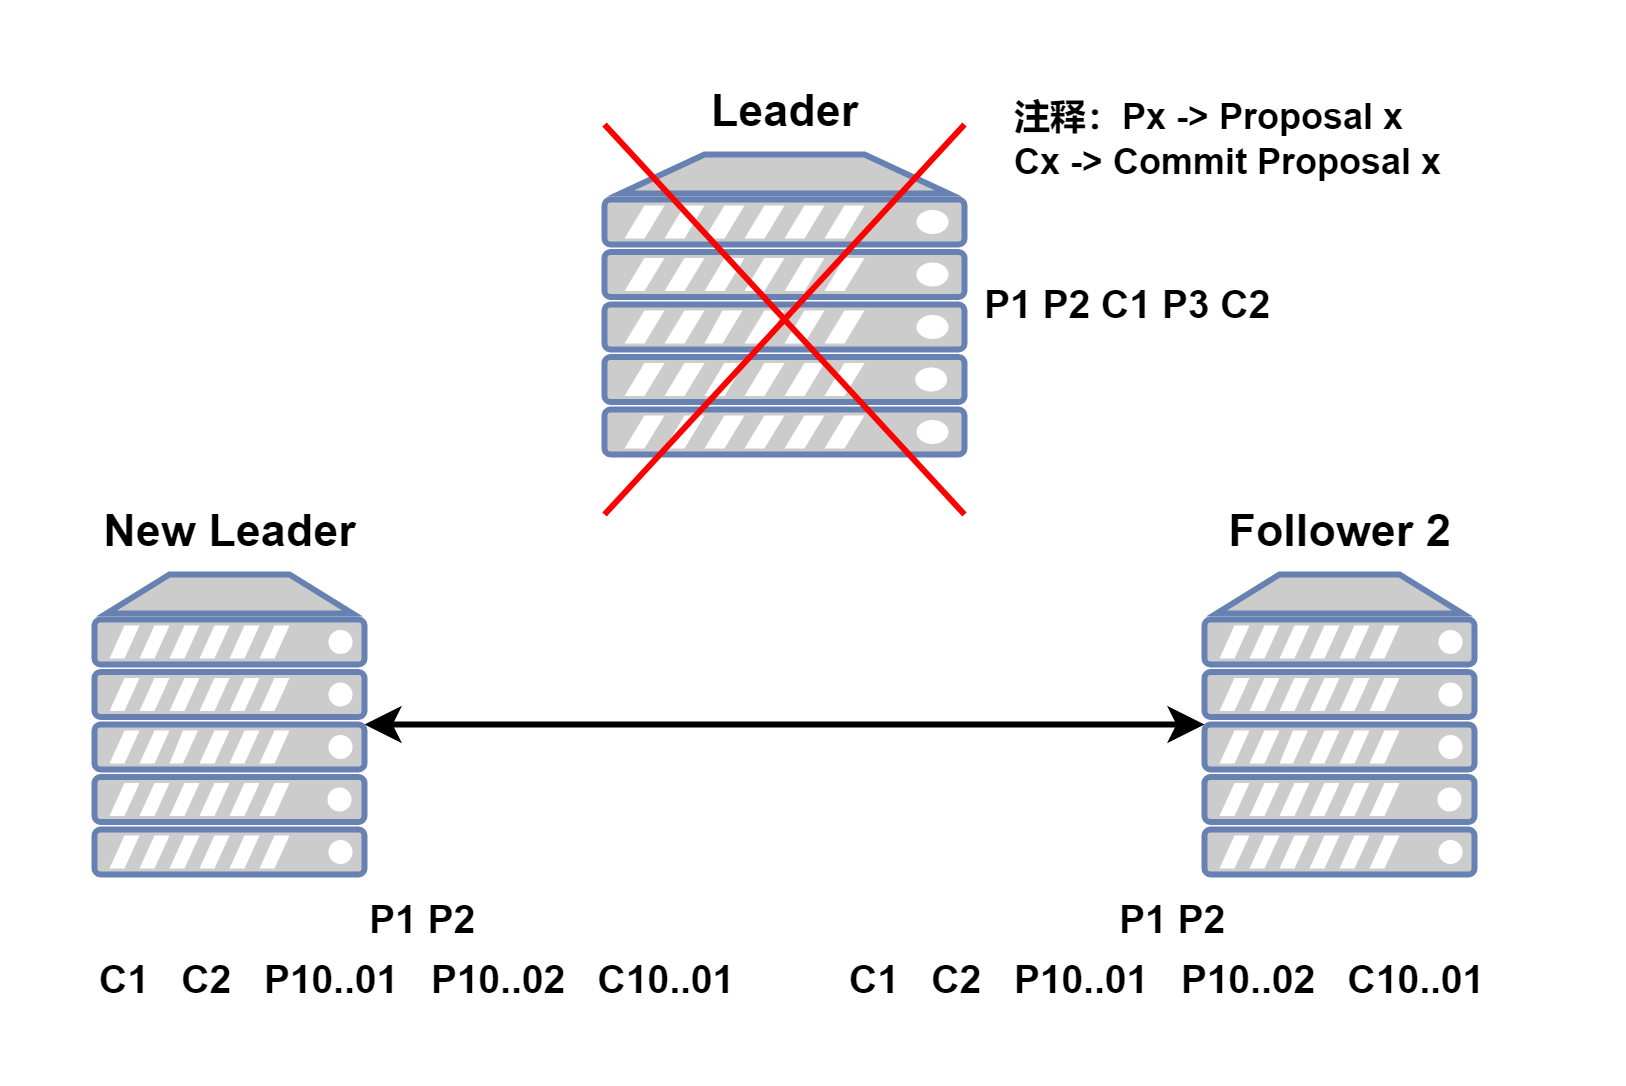 Leader
注释：Px -> Proposal x
Cx -> Commit Proposal x
P1 P2 C1 P3 C2
New Leader
Follower 2
P1 P2
C1 C2 P10..01 P10..02 C10..01
P1 P2
C1 C2 P10..01 P10..02 C10..01